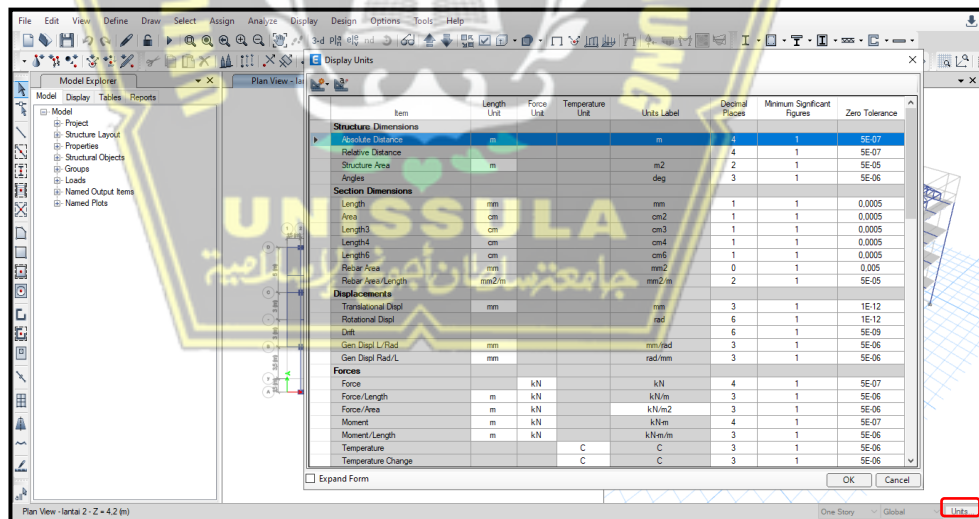 File Edit View Define Draw Select Assign Analyze Display Design Options Tools Help
3-d
E Display Units
Model Explorer
Plan View - lan
Model Display Tables Reports
Model
Project
Structure Layout
Properties
Structural Objects
Groups
Loads
Named Output Items
Named Plots
Item Length Unit Force Unit Temperature Unit Units Label Decimal Places Minimum Significant Figures Zero Tolerance
Structure Dimensions
Absolute Distance m m 4 1 5E-07
Relative Distance 4 1 5E-07
Structure Area m m2 2 1 5E-05
Angles deg 3 1 5E-06
Section Dimensions
Length mm mm 1 1 0,0005
Area cm cm2 1 1 0,0005
Length3 cm cm3 1 1 0,0005
Length4 cm cm4 1 1 0,0005
Length6 cm cm6 1 1 0,0005
Rebar Area mm mm2 0 1 0,005
Rebar Area/Length mm2/m mm2/m 2 1 5E-05
Displacements
Translational Displ mm mm 3 1 1E-12
Rotational Displ rad 6 1 1E-12
Drift 6 1 5E-09
Gen Displ L/Rad mm mm/rad 3 1 5E-06
Gen Displ Rad/L mm rad/mm 3 1 5E-06
Forces
Force kN kN 4 1 5E-07
Force/Length m kN kN/m 3 1 5E-06
Force/Area m kN kN/m2 3 1 5E-06
Moment m kN kN-m 4 1 5E-07
Moment/Length m kN kN-m/m 3 1 5E-06
Temperature C C 3 1 5E-06
Temperature Change C C 3 1 5E-06
Expand Form
OK Cancel
Plan View - lantai 2 - Z = 4,2 (m)
One Story Global Units...
UNISSULA
جامعة سلطان أجونج الإسلامية
UNG